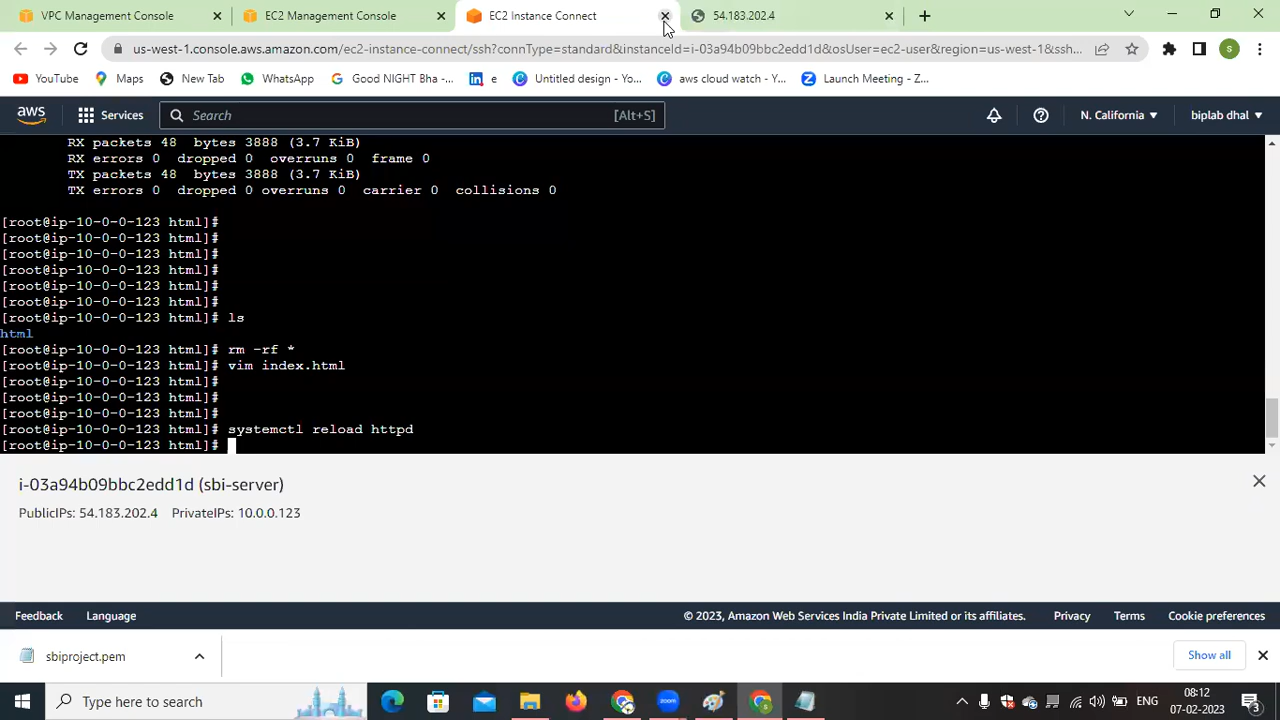 VPC Management Console
EC2 Management Console
EC2 Instance Connect
54.183.202.4
us-west-1.console.aws.amazon.com/ec2-instance-connect/ssh?connType=standard&instanceId=i-03a94b09bbc2edd1d&osUser=ec2-user&region=us-west-1&ssh...
YouTube
Maps
New Tab
WhatsApp
Good NIGHT Bha -...
e
Untitled design - Yo...
aws cloud watch - Y...
Launch Meeting - Z...
aws
Services
Search
[Alt+S]
N. California
biplab dhal
RX packets 48 bytes 3888 (3.7 KiB)
RX errors 0 dropped 0 overruns 0 frame 0
TX packets 48 bytes 3888 (3.7 KiB)
TX errors 0 dropped 0 overruns 0 carrier 0 collisions 0
[root@ip-10-0-0-123 html]#
[root@ip-10-0-0-123 html]#
[root@ip-10-0-0-123 html]#
[root@ip-10-0-0-123 html]#
[root@ip-10-0-0-123 html]#
[root@ip-10-0-0-123 html]#
[root@ip-10-0-0-123 html]# ls
html
[root@ip-10-0-0-123 html]# rm -rf *
[root@ip-10-0-0-123 html]# vim index.html
[root@ip-10-0-0-123 html]#
[root@ip-10-0-0-123 html]#
[root@ip-10-0-0-123 html]#
[root@ip-10-0-0-123 html]# systemctl reload httpd
[root@ip-10-0-0-123 html]#
i-03a94b09bbc2edd1d (sbi-server)
PublicIPs: 54.183.202.4 PrivateIPs: 10.0.0.123
Feedback
Language
© 2023, Amazon Web Services India Private Limited or its affiliates.
Privacy
Terms
Cookie preferences
sbiproject.pem
Show all
Type here to search
zoom
ENG
08:12
07-02-2023
3